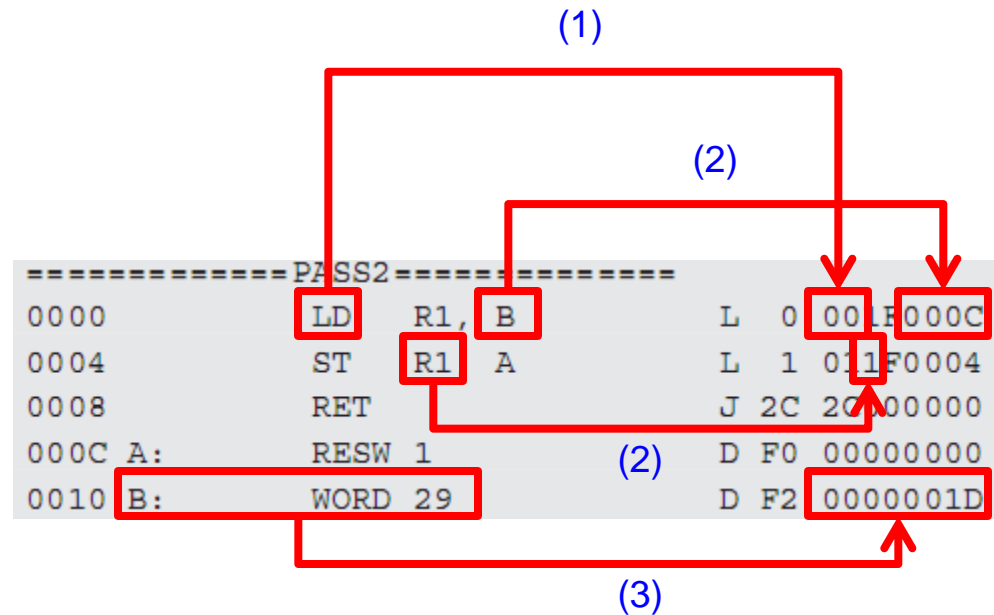 (1)
(2)
=============PASS2==============
0000 LD R1, B L 0 001F000C
0004 ST R1 A L 1 011F0004
0008 RET J 2C 2C000000
000C A: RESW 1 D F0 00000000
(2)
0010 B: WORD 29 D F2 0000001D
(3)